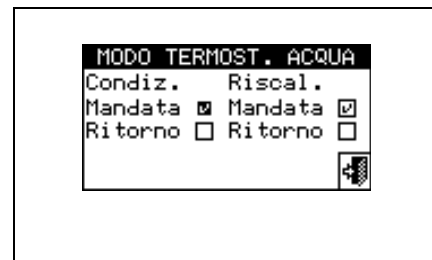 MODO TERMOST. ACQUA
Condiz. Riscal.
Mandata Mandata
Ritorno Ritorno